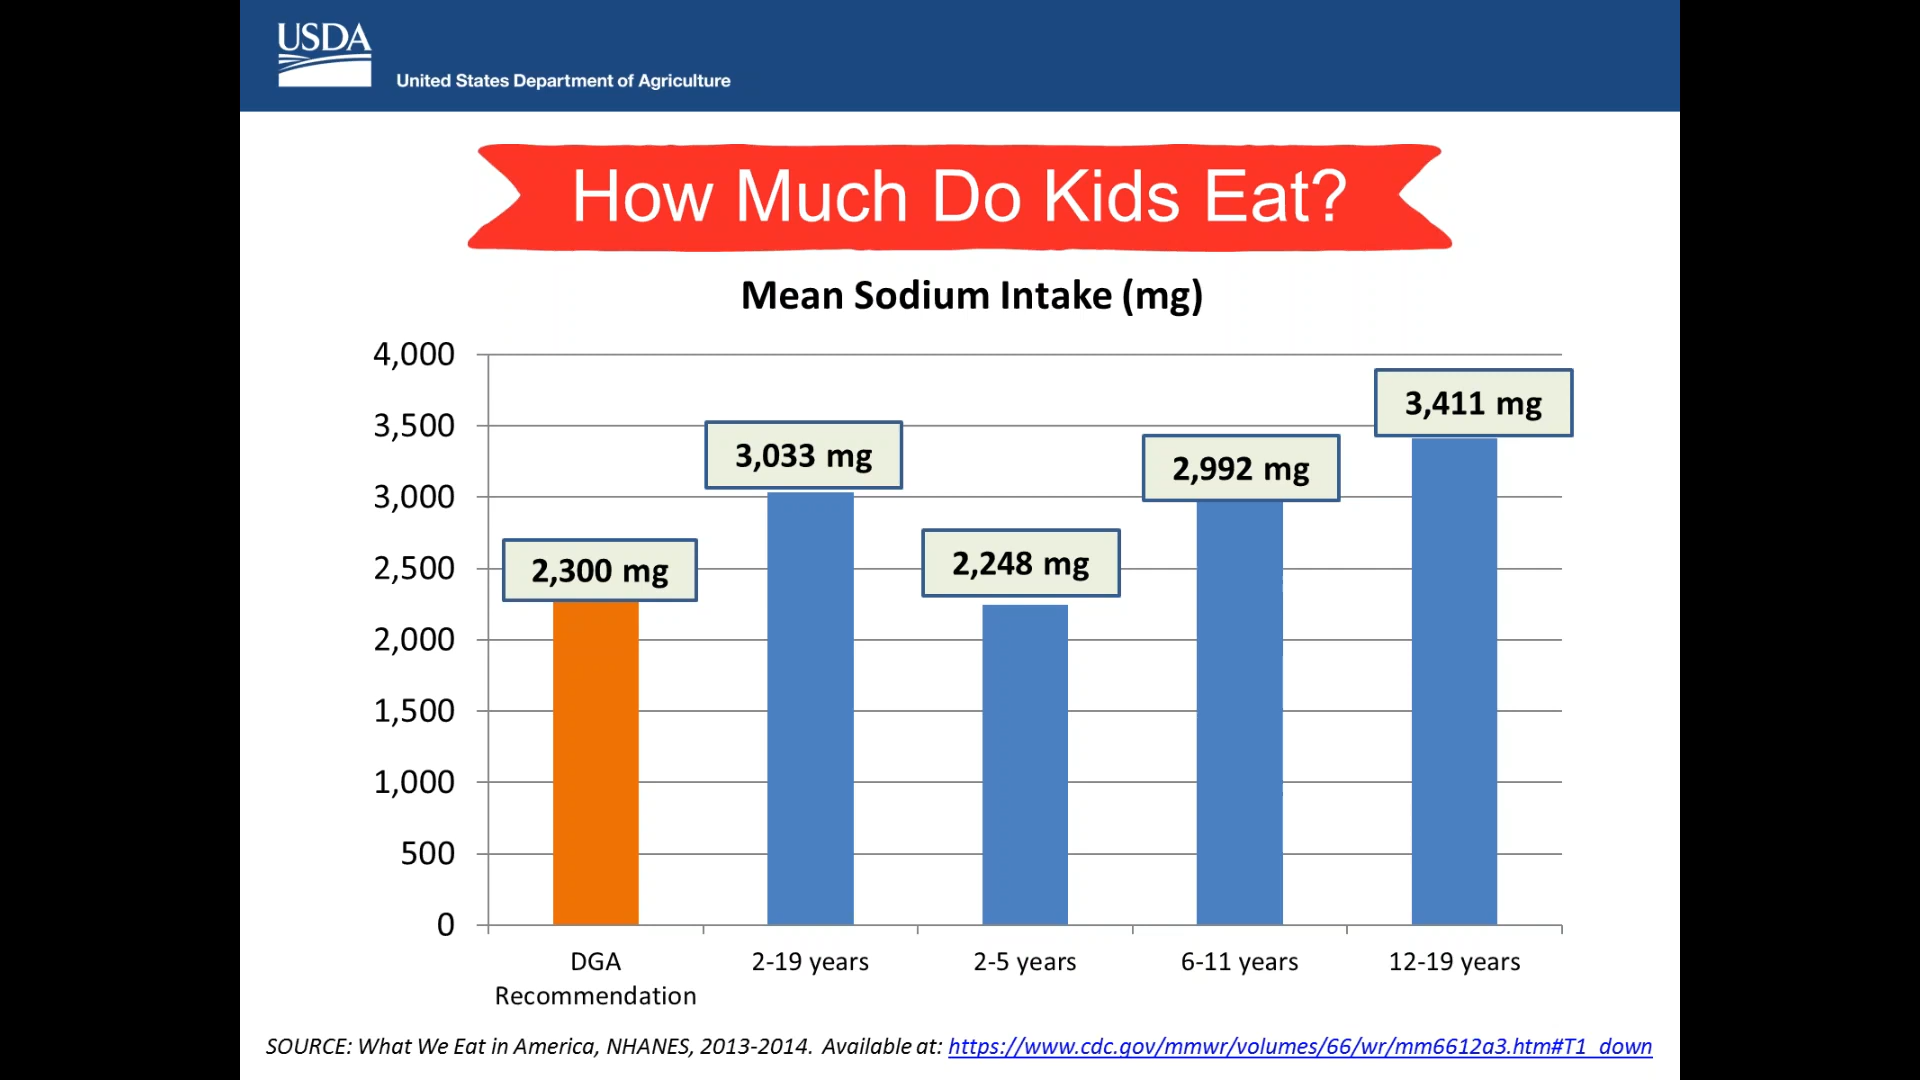 USDA
United States Department of Agriculture
How Much Do Kids Eat?
Mean Sodium Intake (mg)
4,000
3,500
3,000
2,500
2,000
1,500
1,000
500
0
2,300 mg
3,033 mg
2,248 mg
2,992 mg
3,411 mg
DGA
Recommendation
2-19 years
2-5 years
6-11 years
12-19 years
SOURCE: What We Eat in America, NHANES, 2013-2014. Available at: https://www.cdc.gov/mmwr/volumes/66/wr/mm6612a3.htm#T1_down